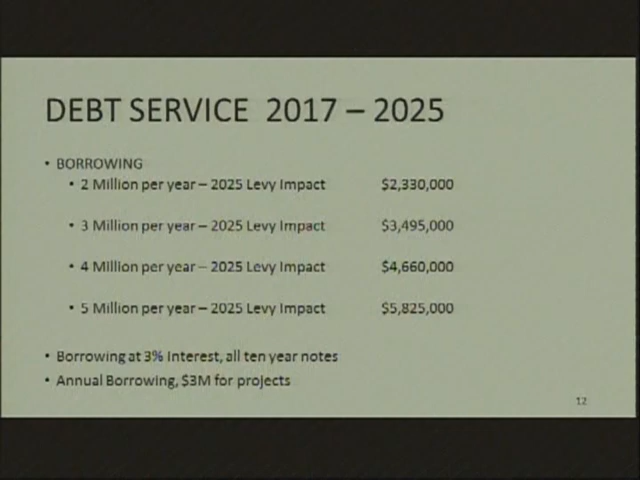 DEBT SERVICE 2017 – 2025
• BORROWING
• 2 Million per year – 2025 Levy Impact $2,330,000
• 3 Million per year – 2025 Levy Impact $3,495,000
• 4 Million per year – 2025 Levy Impact $4,660,000
• 5 Million per year – 2025 Levy Impact $5,825,000
• Borrowing at 3% Interest, all ten year notes
• Annual Borrowing, $3M for projects
12